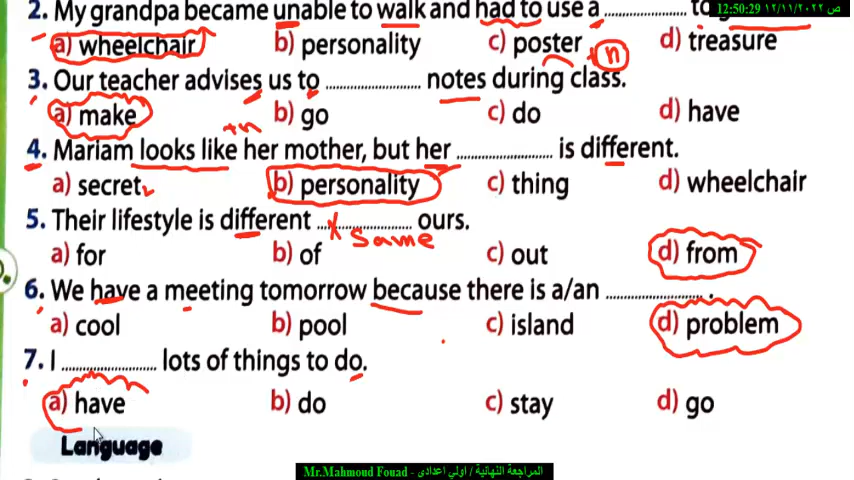 ص ١٢/١١/٢٠٢٢ 12:50:29
2. My grandpa became unable to walk and had to use a .................. to
a) wheelchair b) personality c) poster d) treasure
n
3. Our teacher advises us to .................. notes during class.
a) make b) go c) do d) have
+n
4. Mariam looks like her mother, but her .................. is different.
a) secret b) personality c) thing d) wheelchair
5. Their lifestyle is different .................. ours.
same
a) for b) of c) out d) from
6. We have a meeting tomorrow because there is a/an .................. .
a) cool b) pool c) island d) problem
7. I .................. lots of things to do.
a) have b) do c) stay d) go
Language
Mr.Mahmoud Fouad - المراجعة النهائية / اولي اعدادى